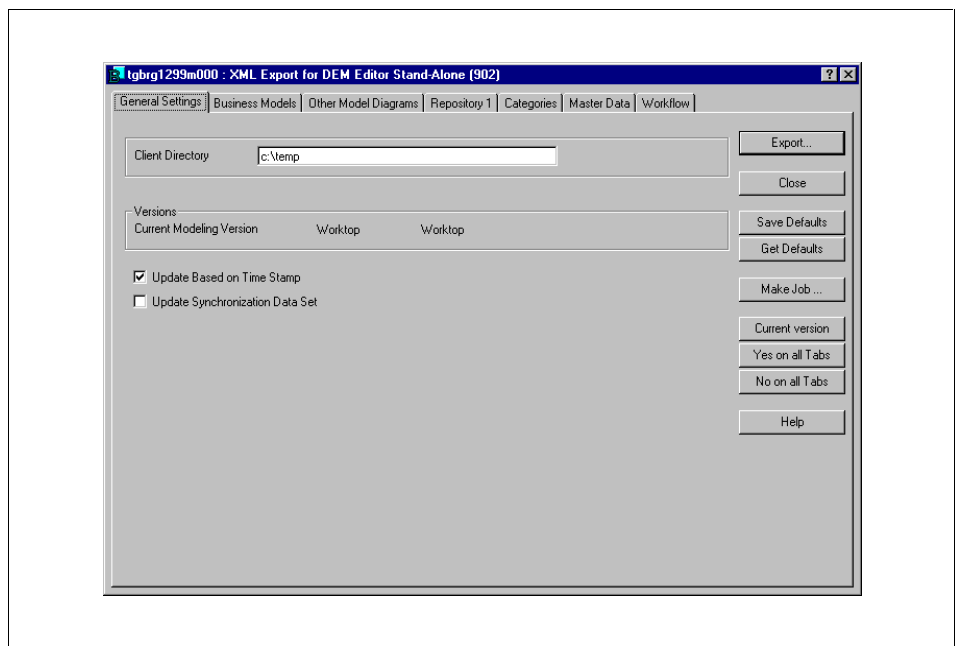 tgbrg1299m000 : XML Export for DEM Editor Stand-Alone (902)
General Settings Business Models Other Model Diagrams Repository 1 Categories Master Data Workflow
Client Directory c:\temp
Export...
Close
Versions
Current Modeling Version Worktop Worktop
Save Defaults
Get Defaults
Update Based on Time Stamp
Make Job ...
Update Synchronization Data Set
Current version
Yes on all Tabs
No on all Tabs
Help